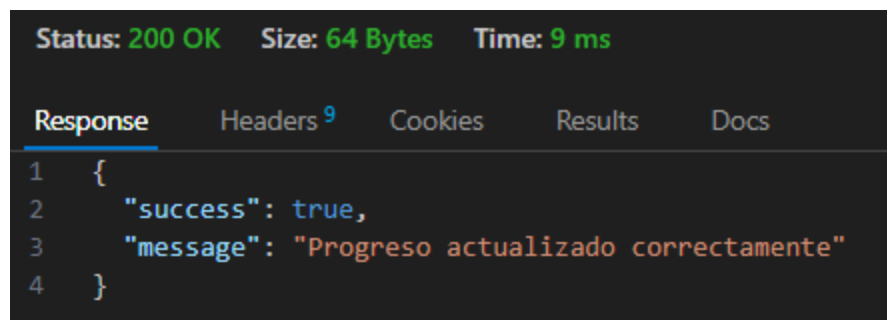 Status: 200 OK Size: 64 Bytes Time: 9 ms
Response Headers 9 Cookies Results Docs
1 {
2 "success": true,
3 "message": "Progreso actualizado correctamente"
4 }